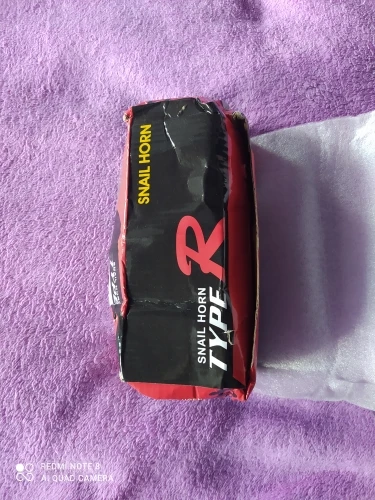 SNAIL HORN
SNAIL HORN
TYPE R
REDMI NOTE 8
AI QUAD CAMERA